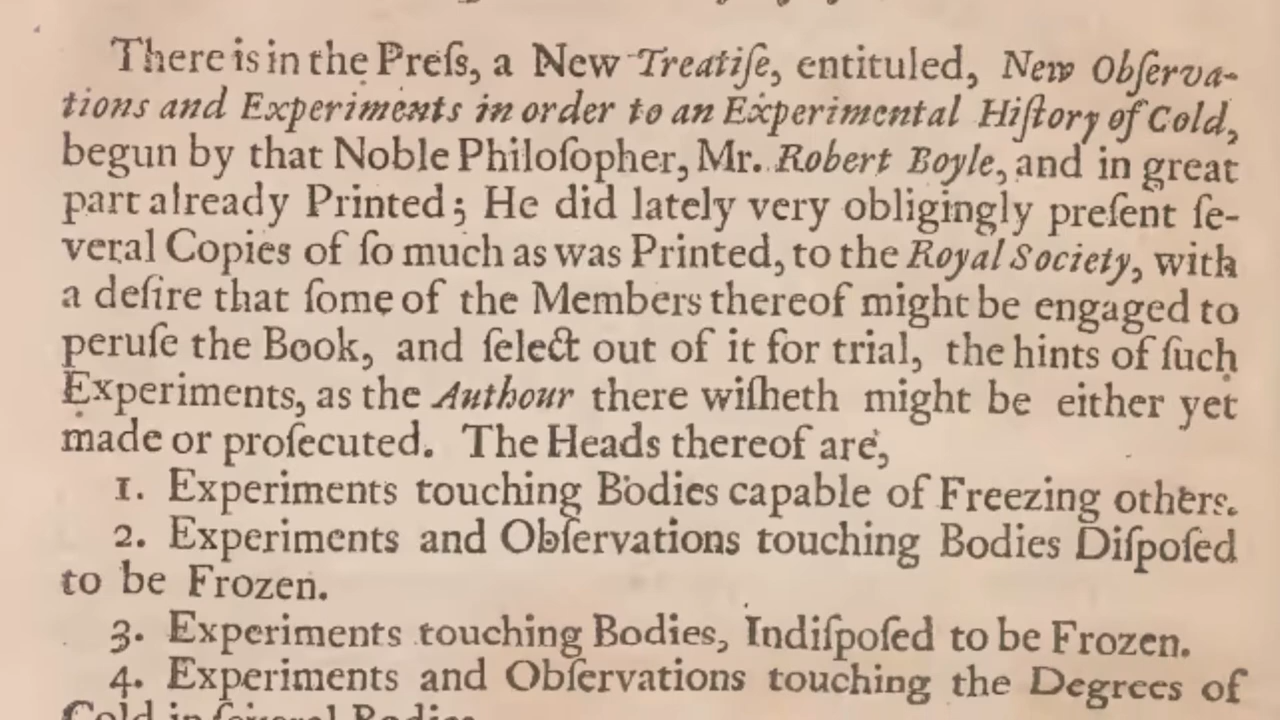 There is in the Preſs, a New Treatiſe, entituled, New Obſerva-
tions and Experiments in order to an Experimental Hiſtory of Cold,
begun by that Noble Philoſopher, Mr. Robert Boyle, and in great
part already Printed; He did lately very obligingly preſent ſe-
veral Copies of ſo much as was Printed, to the Royal Society, with
a deſire that ſome of the Members thereof might be engaged to
peruſe the Book, and ſelect out of it for trial, the hints of ſuch
Experiments, as the Authour there wiſheth might be either yet
made or proſecuted. The Heads thereof are,
1. Experiments touching Bodies capable of Freezing others.
2. Experiments and Obſervations touching Bodies Diſpoſed
to be Frozen.
3. Experiments touching Bodies, Indiſpoſed to be Frozen.
4. Experiments and Obſervations touching the Degrees of
Cold in ſeveral Bodies.